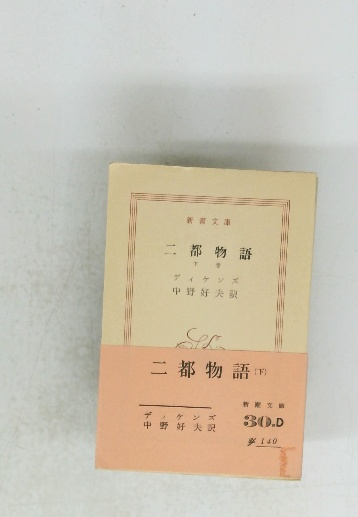 新潮文庫
二都物語
下巻
ディケンズ
中野好夫訳
二都物語〔下〕
ディケンズ
中野好夫訳
新潮文庫
30.D
¥140